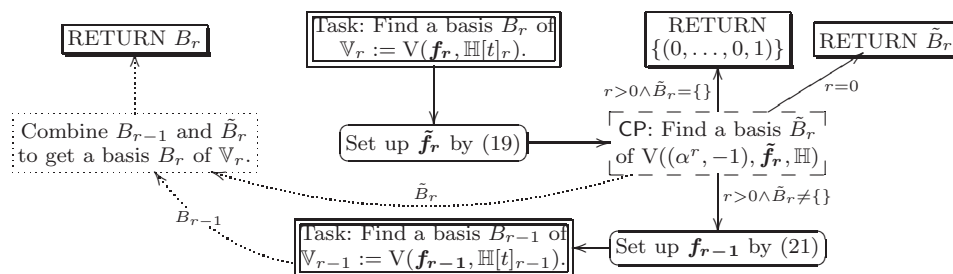 Task: Find a basis B_r of
𝕍_r := V(f_r, ℍ[t]_r).
RETURN B_r
RETURN
{(0, . . . , 0, 1)}
RETURN B̃_r
r>0∧B̃_r={}
r=0
Combine B_{r−1} and B̃_r
to get a basis B_r of 𝕍_r.
Set up f̃_r by (19)
CP: Find a basis B̃_r
of V((α^r, −1), f̃_r, ℍ)
B̃_r
r>0∧B̃_r≠{}
B_{r−1}
Task: Find a basis B_{r−1} of
𝕍_{r−1} := V(f_{r−1}, ℍ[t]_{r−1}).
Set up f_{r−1} by (21)